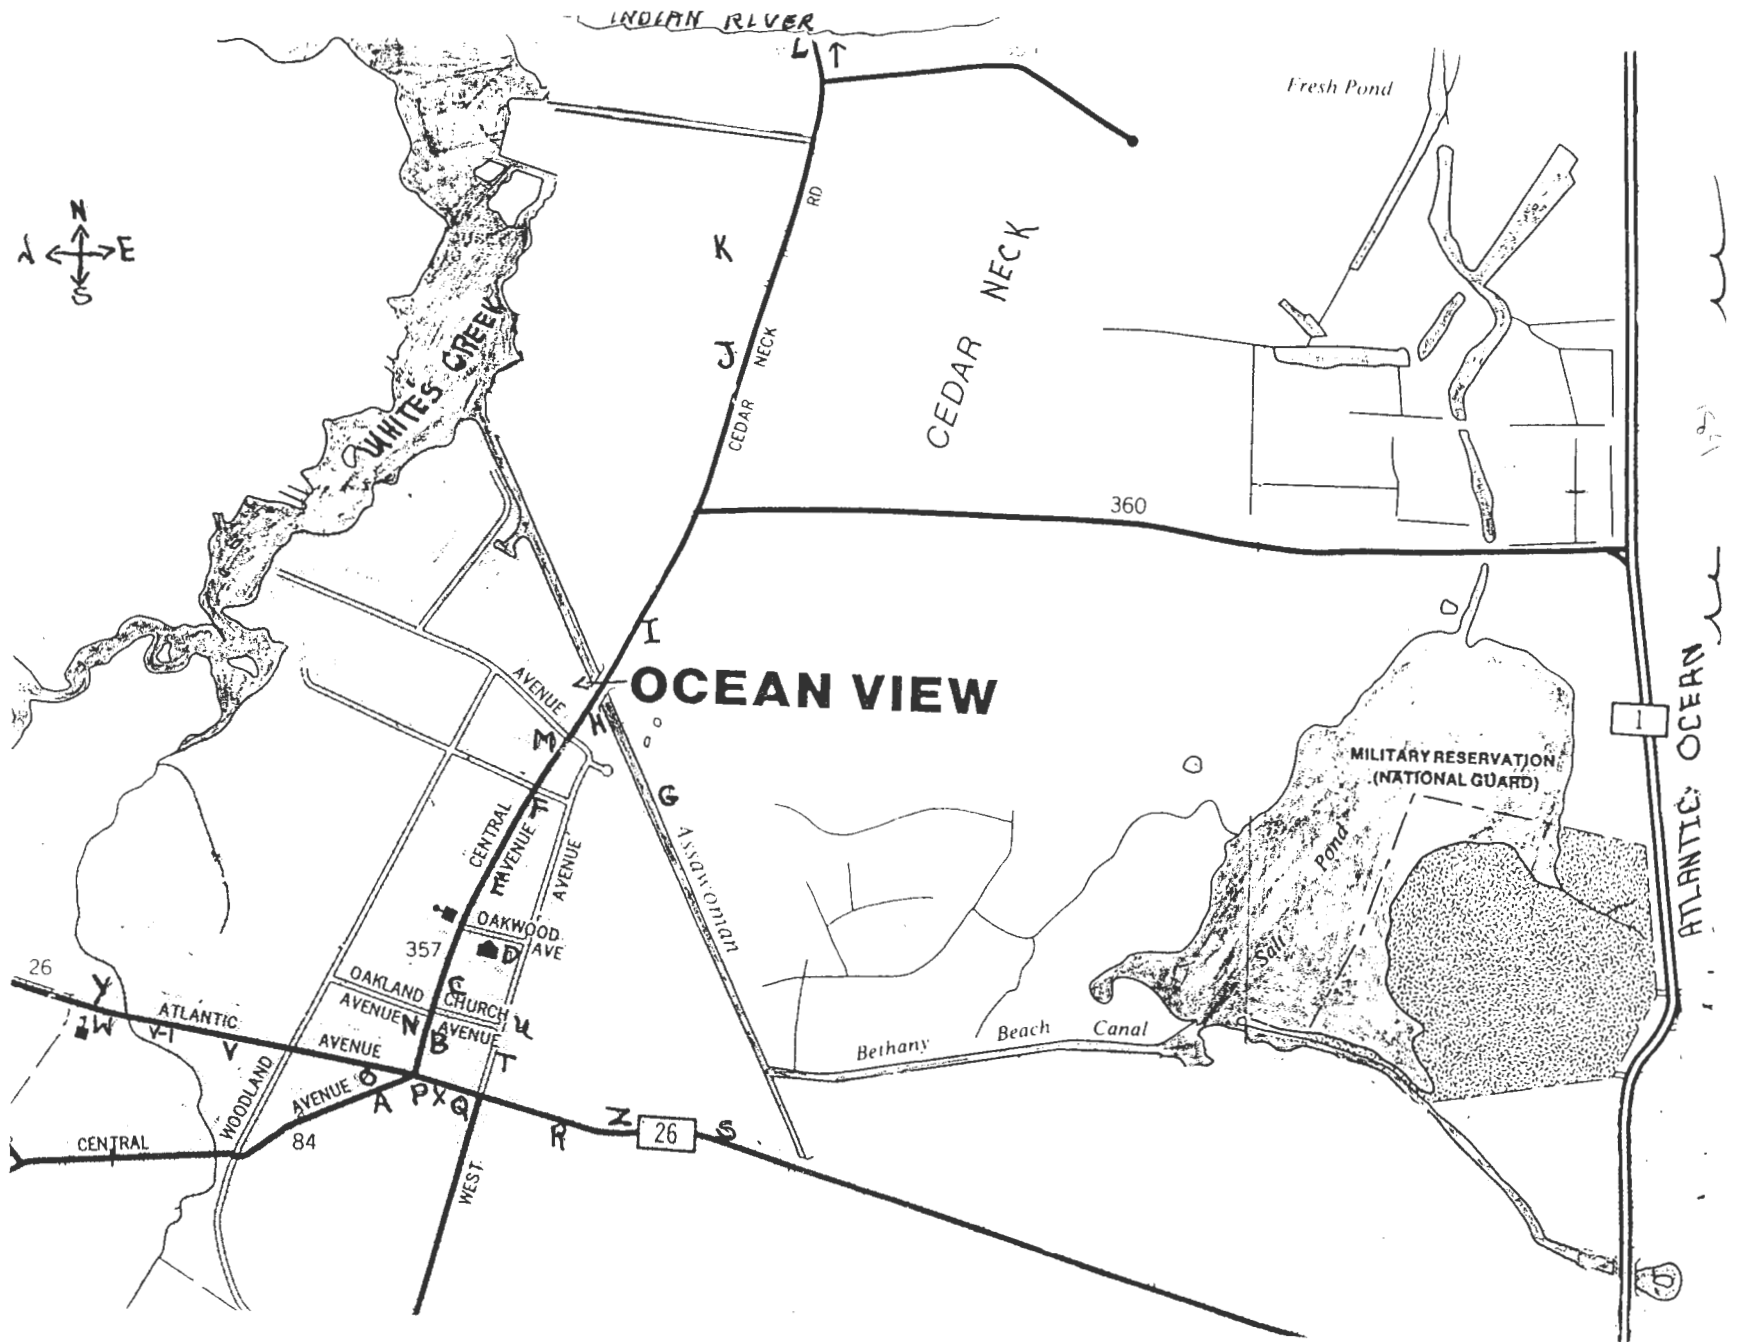 INDIAN RIVER
L ↑
Fresh Pond
N
E
S
RD
K
J
NECK
CEDAR
CEDAR NECK
WHITES CREEK
360
I
AVENUE
OCEAN VIEW
M
H
1
ATLANTIC OCEAN
MILITARY RESERVATION
(NATIONAL GUARD)
G
F
CENTRAL
AVENUE
AVENUE
Assawoman
Salt Pond
OAKWOOD
AVE
D
357
C
26
Y
W
V-1
ATLANTIC
V
AVENUE
OAKLAND
AVENUE
CHURCH
AVENUE
N
B
U
T
Bethany Beach Canal
WOODLAND
AVENUE
A
P X Q
R
Z
26
S
CENTRAL
84
WEST